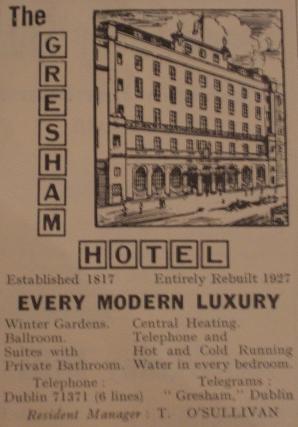 The
GRESHAM
HOTEL
Established 1817 Entirely Rebuilt 1927
EVERY MODERN LUXURY
Winter Gardens. Central Heating.
Ballroom. Telephone and
Suites with Hot and Cold Running
Private Bathroom. Water in every bedroom.
Telephone : Telegrams :
Dublin 71371 (6 lines) "Gresham," Dublin
Resident Manager : T. O'SULLIVAN